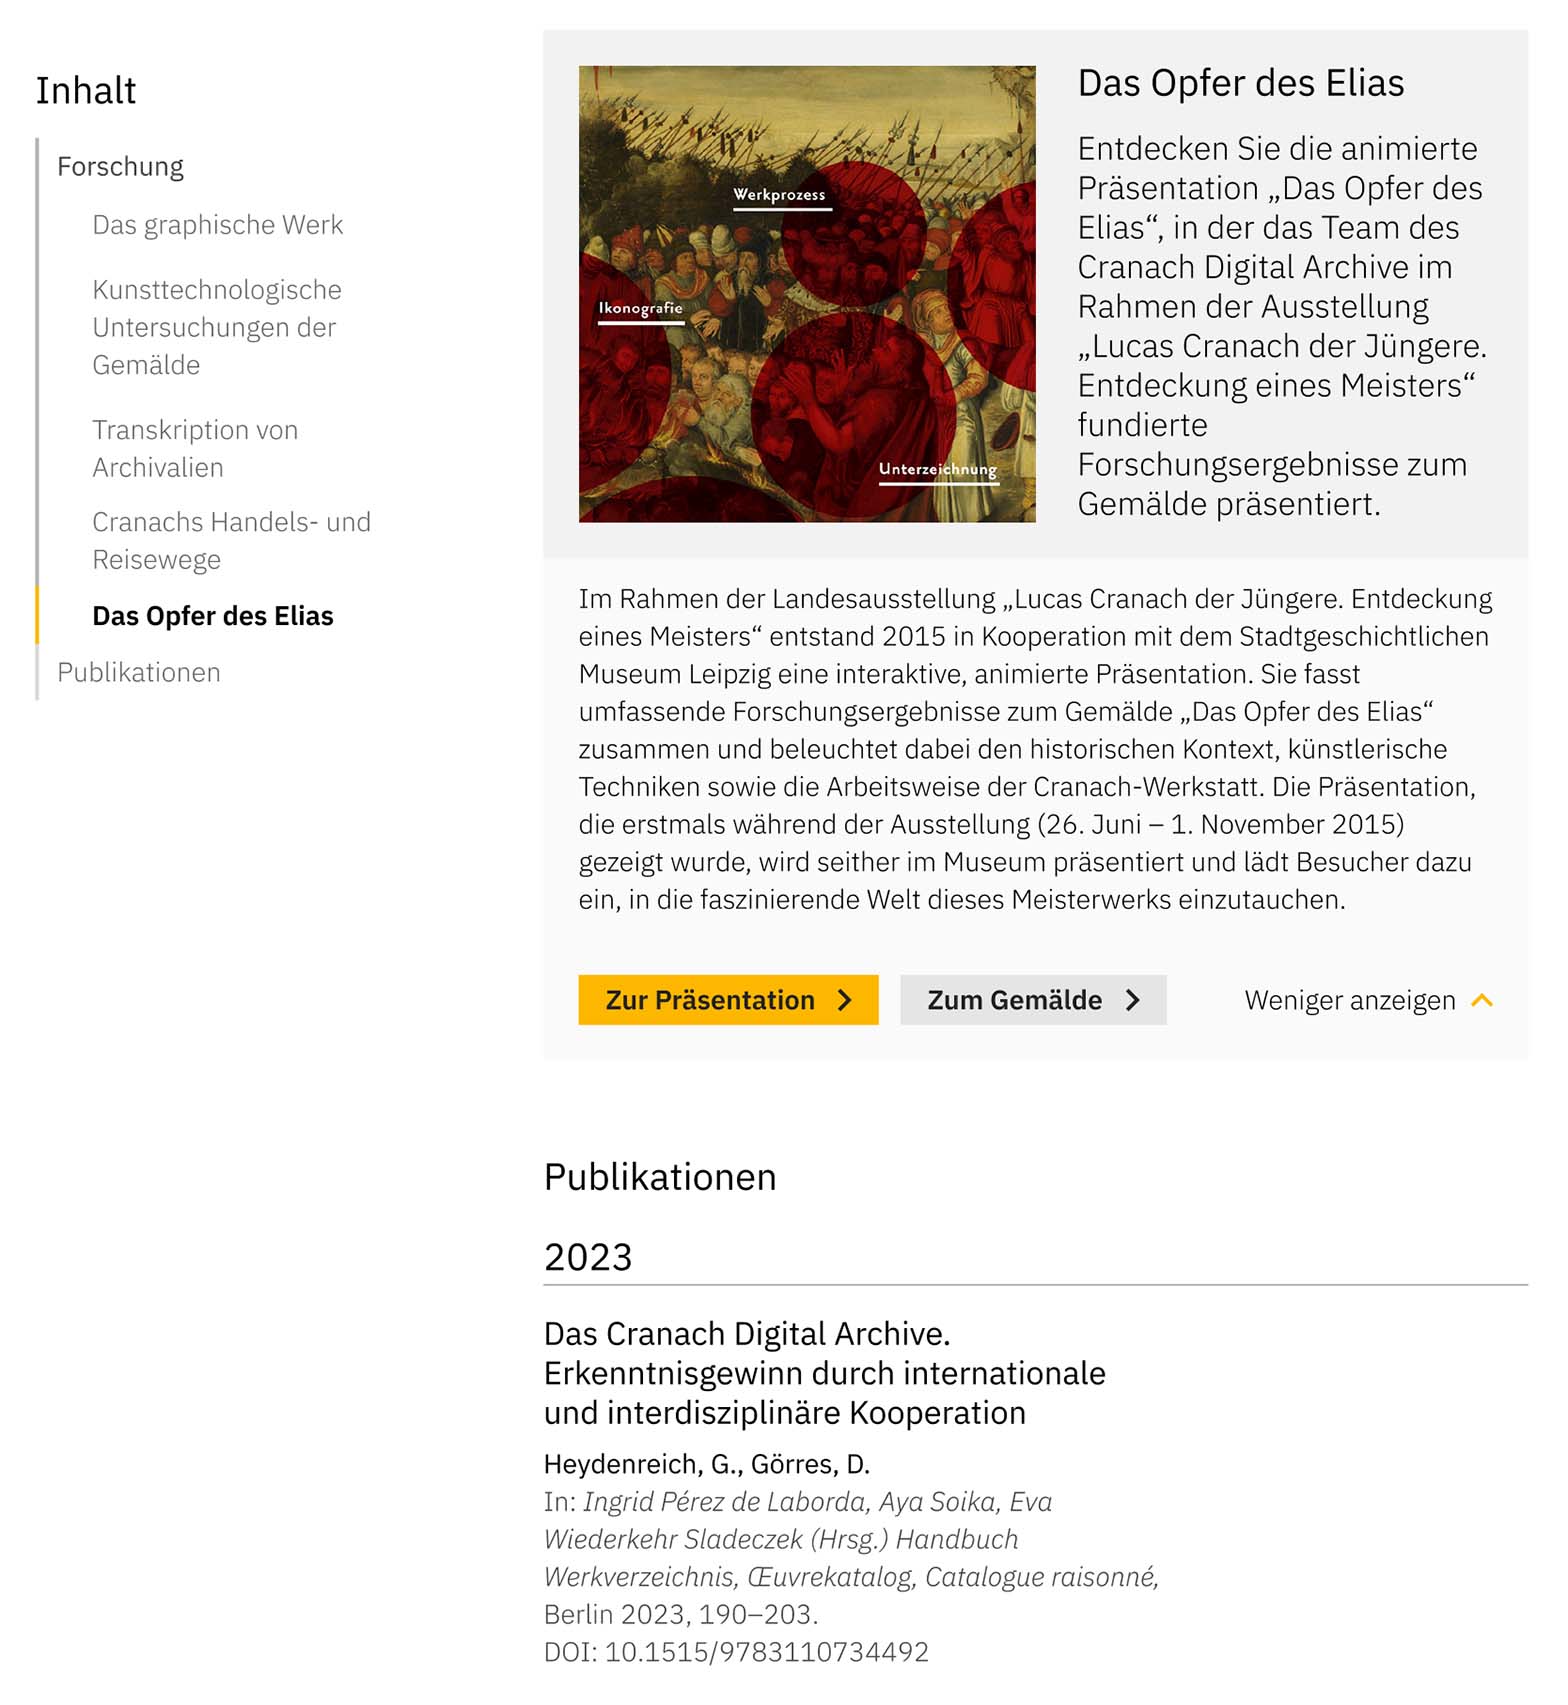 Inhalt
Forschung
Das graphische Werk
Kunsttechnologische
Untersuchungen der
Gemälde
Transkription von
Archivalien
Cranachs Handels- und
Reisewege
Das Opfer des Elias
Publikationen
Werkprozess
Ikonografie
Unterzeichnung
Das Opfer des Elias
Entdecken Sie die animierte
Präsentation „Das Opfer des
Elias“, in der das Team des
Cranach Digital Archive im
Rahmen der Ausstellung
„Lucas Cranach der Jüngere.
Entdeckung eines Meisters“
fundierte
Forschungsergebnisse zum
Gemälde präsentiert.
Im Rahmen der Landesausstellung „Lucas Cranach der Jüngere. Entdeckung
eines Meisters“ entstand 2015 in Kooperation mit dem Stadtgeschichtlichen
Museum Leipzig eine interaktive, animierte Präsentation. Sie fasst
umfassende Forschungsergebnisse zum Gemälde „Das Opfer des Elias“
zusammen und beleuchtet dabei den historischen Kontext, künstlerische
Techniken sowie die Arbeitsweise der Cranach-Werkstatt. Die Präsentation,
die erstmals während der Ausstellung (26. Juni – 1. November 2015)
gezeigt wurde, wird seither im Museum präsentiert und lädt Besucher dazu
ein, in die faszinierende Welt dieses Meisterwerks einzutauchen.
Zur Präsentation
Zum Gemälde
Weniger anzeigen
Publikationen
2023
Das Cranach Digital Archive.
Erkenntnisgewinn durch internationale
und interdisziplinäre Kooperation
Heydenreich, G., Görres, D.
In: Ingrid Pérez de Laborda, Aya Soika, Eva
Wiederkehr Sladeczek (Hrsg.) Handbuch
Werkverzeichnis, Œuvrekatalog, Catalogue raisonné,
Berlin 2023, 190–203.
DOI: 10.1515/9783110734492